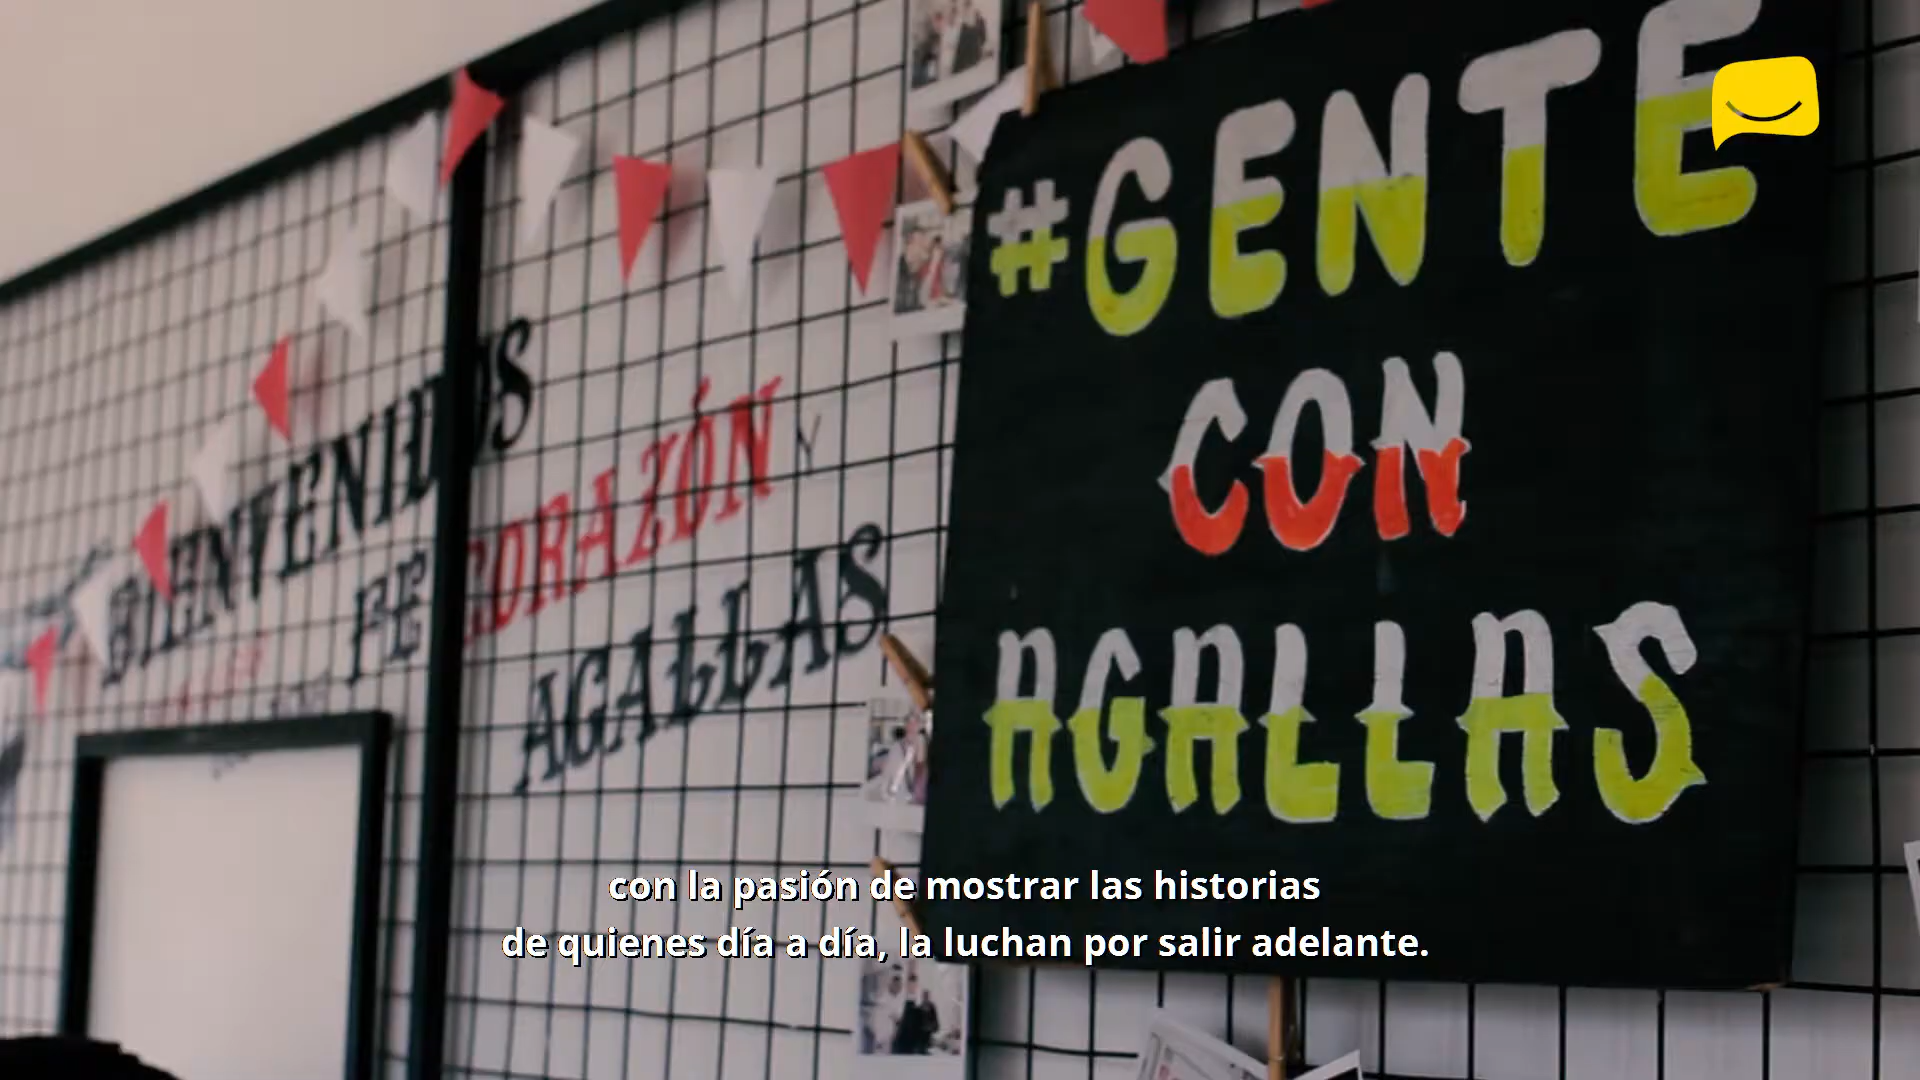 BIENVENIDOS
FE CORAZÓN Y
AGALLAS
#GENTE
CON
AGALLAS
con la pasión de mostrar las historias
de quienes día a día, la luchan por salir adelante.